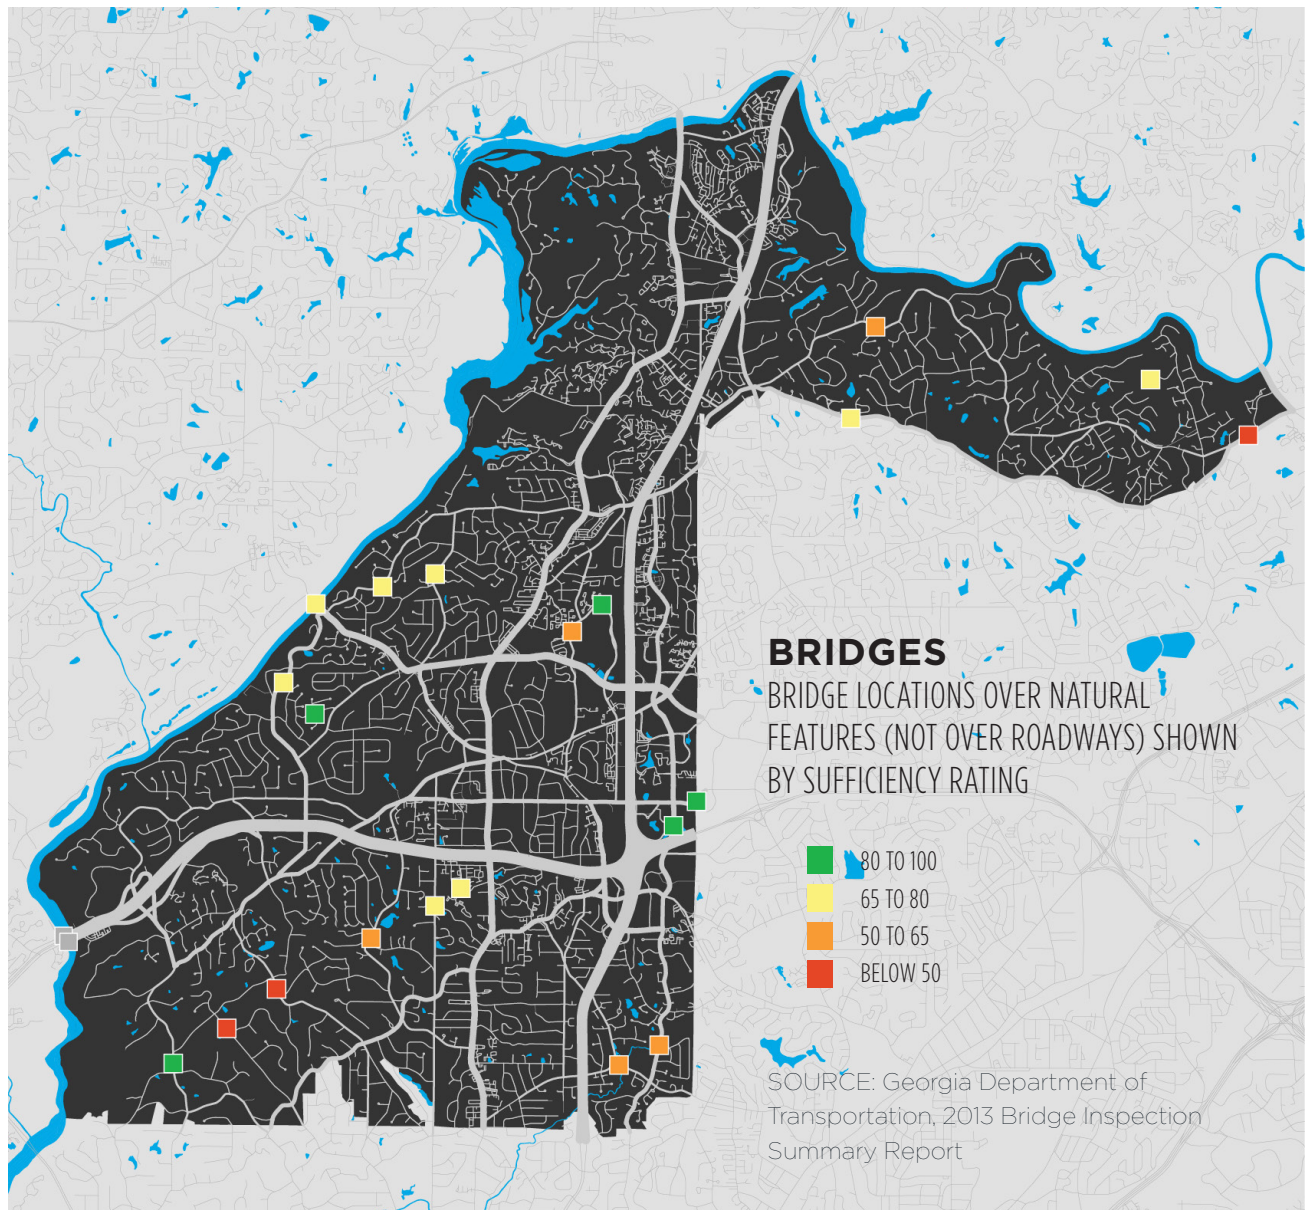 BRIDGES
BRIDGE LOCATIONS OVER NATURAL
FEATURES (NOT OVER ROADWAYS) SHOWN
BY SUFFICIENCY RATING
80 TO 100
65 TO 80
50 TO 65
BELOW 50
SOURCE: Georgia Department of
Transportation, 2013 Bridge Inspection
Summary Report